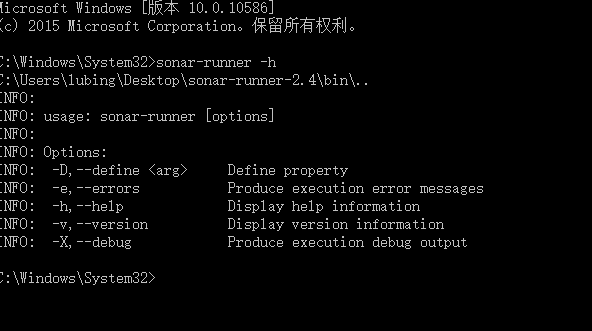 Microsoft Windows [版本 10.0.10586]
(c) 2015 Microsoft Corporation。保留所有权利。
C:\Windows\System32>sonar-runner -h
C:\Users\lubing\Desktop\sonar-runner-2.4\bin\..
INFO:
INFO: usage: sonar-runner [options]
INFO:
INFO: Options:
INFO:  -D,--define <arg>     Define property
INFO:  -e,--errors           Produce execution error messages
INFO:  -h,--help             Display help information
INFO:  -v,--version          Display version information
INFO:  -X,--debug            Produce execution debug output
C:\Windows\System32>